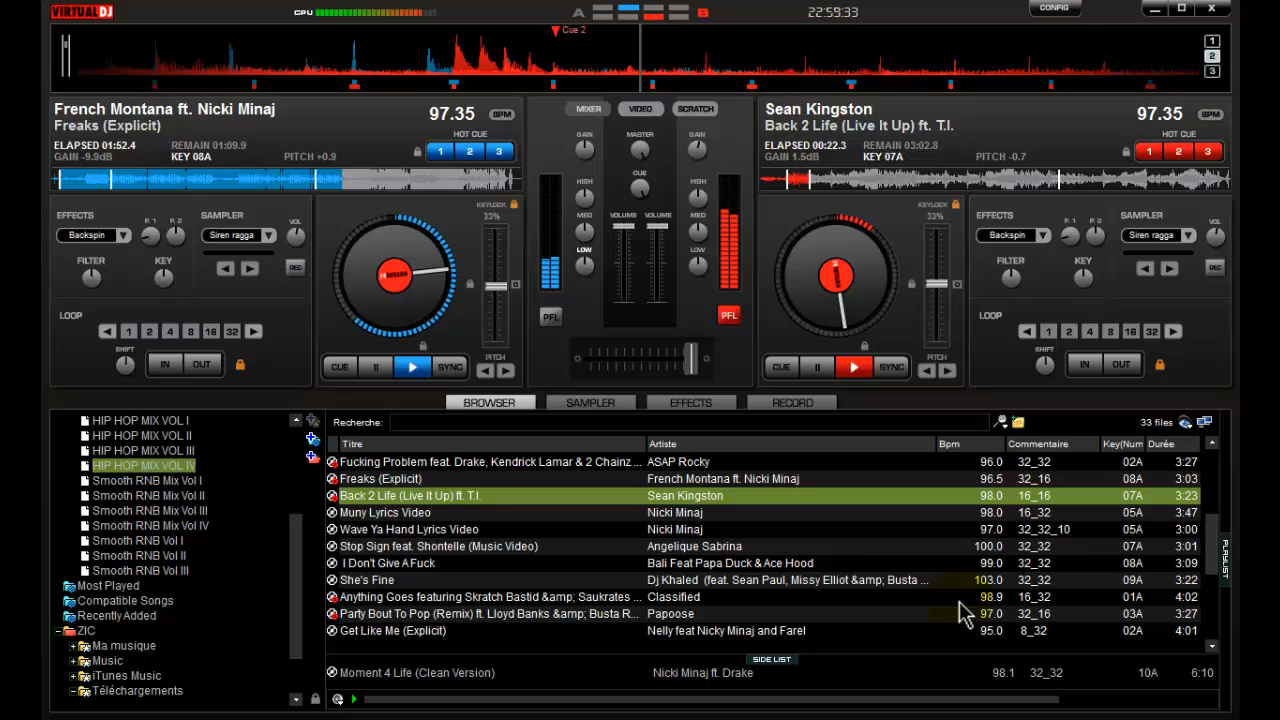 VIRTUAL DJ
CPU
A
B
22:59:33
CONFIG
Cue 2
1
2
3
French Montana ft. Nicki Minaj
Freaks (Explicit)
97.35 BPM
ELAPSED 01:52.4 REMAIN 01:09.9
GAIN -9.9dB KEY 08A PITCH +0.9
HOT CUE
1 2 3
MIXER VIDEO SCRATCH
GAIN MASTER GAIN
CUE
HIGH HIGH
MED VOLUME VOLUME MED
LOW LOW
PFL PFL
Sean Kingston
Back 2 Life (Live It Up) ft. T.I.
97.35 BPM
ELAPSED 00:22.3 REMAIN 03:02.8
GAIN 1.5dB KEY 07A PITCH -0.7
HOT CUE
1 2 3
EFFECTS P. 1 P. 2 SAMPLER VOL
Backspin Siren ragga
FILTER KEY REC
LOOP
1 2 4 8 16 32
SHIFT IN OUT
KEYLOCK
33%
CUE SYNC PITCH
EFFECTS P. 1 P. 2 SAMPLER VOL
Backspin Siren ragga
FILTER KEY REC
LOOP
1 2 4 8 16 32
SHIFT IN OUT
KEYLOCK
33%
CUE SYNC PITCH
BROWSER SAMPLER EFFECTS RECORD
HIP HOP MIX VOL I
HIP HOP MIX VOL II
HIP HOP MIX VOL III
HIP HOP MIX VOL IV
Smooth RNB Mix Vol I
Smooth RNB Mix Vol II
Smooth RNB Mix Vol III
Smooth RNB Mix Vol IV
Smooth RNB Vol I
Smooth RNB Vol II
Smooth RNB Vol III
Most Played
Compatible Songs
Recently Added
ZIC
Ma musique
Music
iTunes Music
Téléchargements
Recherche: 33 files
Titre Artiste Bpm Commentaire Key(Num Durée
Fucking Problem feat. Drake, Kendrick Lamar & 2 Chainz ... ASAP Rocky 96.0 32_32 02A 3:27
Freaks (Explicit) French Montana ft. Nicki Minaj 96.5 32_16 08A 3:03
Back 2 Life (Live It Up) ft. T.I. Sean Kingston 98.0 16_16 07A 3:23
Muny Lyrics Video Nicki Minaj 98.0 16_32 05A 3:47
Wave Ya Hand Lyrics Video Nicki Minaj 97.0 32_32_10 05A 3:00
Stop Sign feat. Shontelle (Music Video) Angelique Sabrina 100.0 32_32 07A 3:01
I Don't Give A Fuck Bali Feat Papa Duck & Ace Hood 99.0 32_32 08A 3:09
She's Fine Dj Khaled (feat. Sean Paul, Missy Elliot &amp; Busta ... 103.0 32_32 09A 3:22
Anything Goes featuring Skratch Bastid &amp; Saukrates ... Classified 98.9 16_32 01A 4:02
Party Bout To Pop (Remix) ft. Lloyd Banks &amp; Busta R... Papoose 97.0 32_16 03A 3:27
Get Like Me (Explicit) Nelly feat Nicky Minaj and Farel 95.0 8_32 02A 4:01
SIDE LIST
Moment 4 Life (Clean Version) Nicki Minaj ft. Drake 98.1 32_32 10A 6:10
PLAYLIST